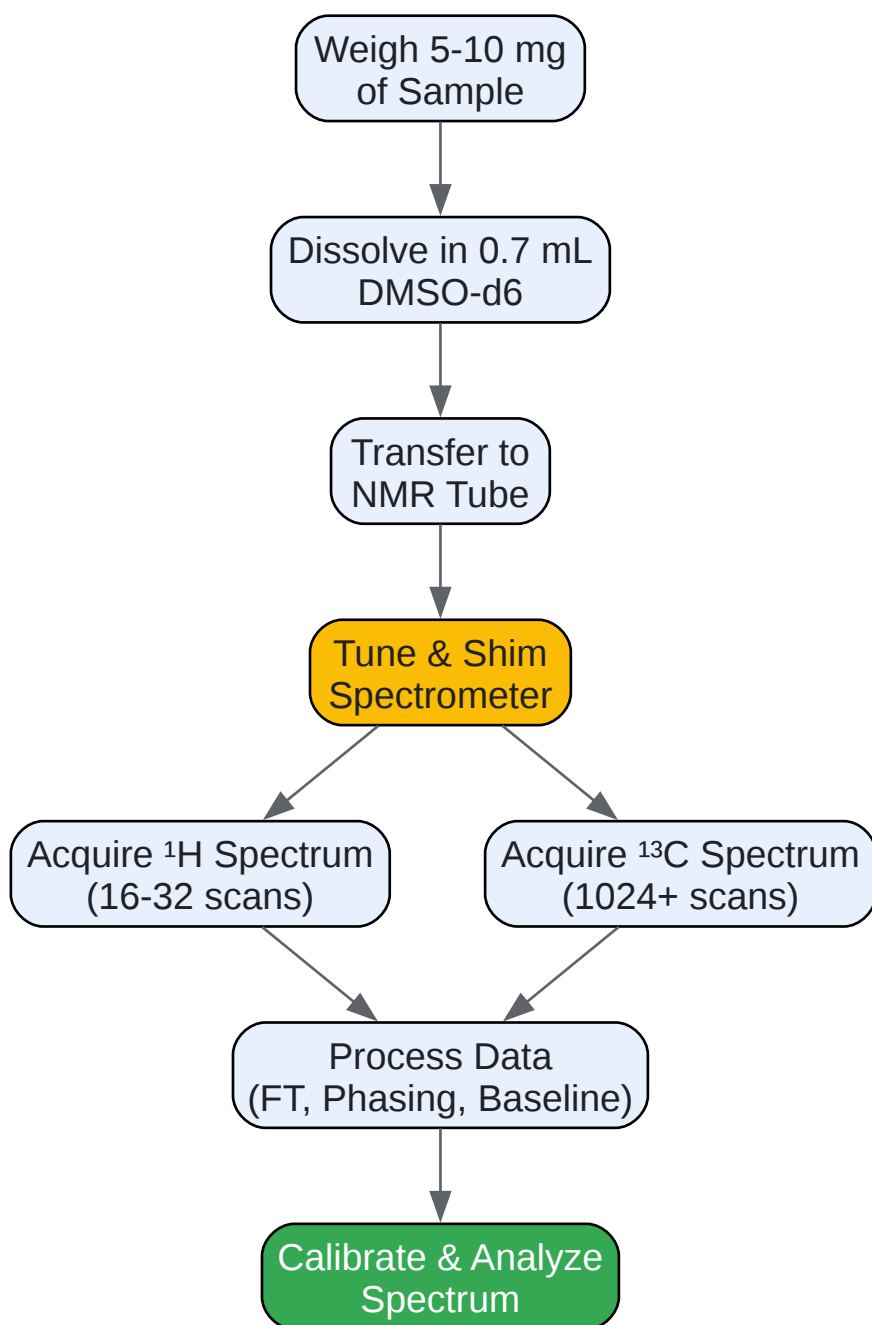 Weigh 5-10 mg
of Sample
Dissolve in 0.7 mL
DMSO-d6
Transfer to
NMR Tube
Tune & Shim
Spectrometer
Acquire ¹H Spectrum
(16-32 scans)
Acquire ¹³C Spectrum
(1024+ scans)
Process Data
(FT, Phasing, Baseline)
Calibrate & Analyze
Spectrum